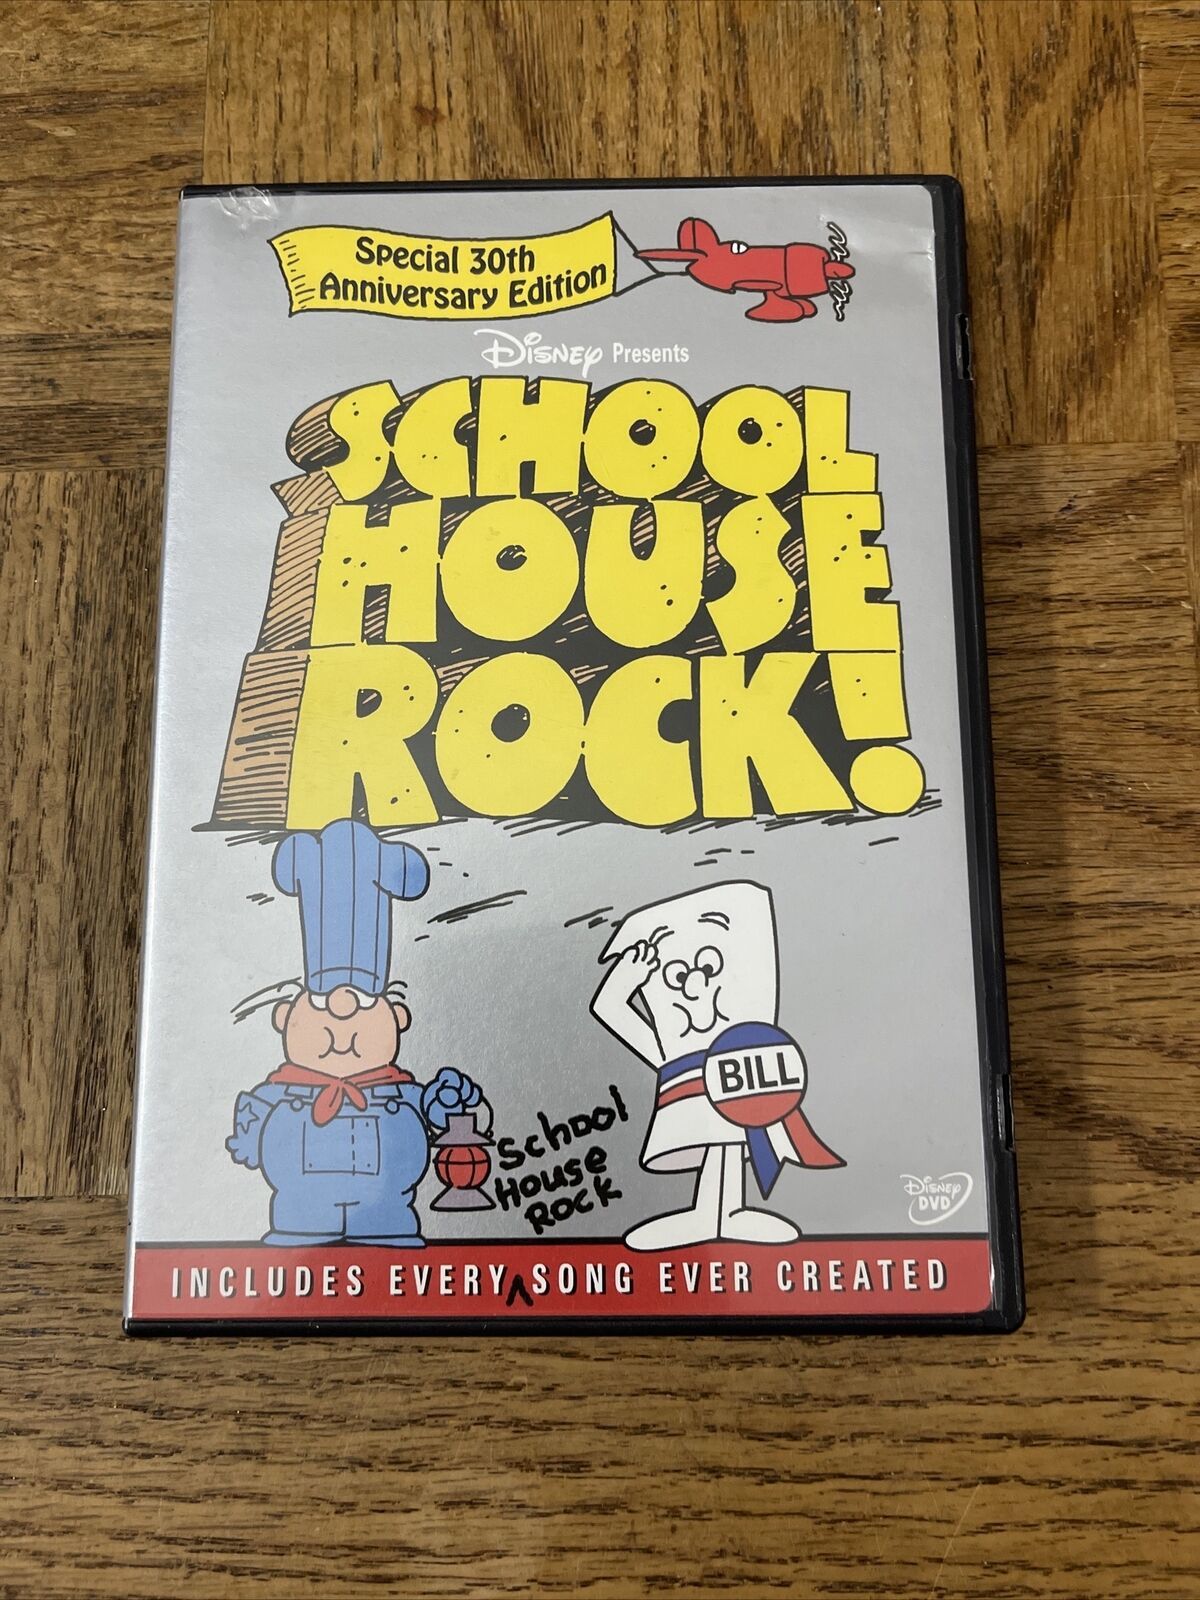 Special 30th
Anniversary Edition
Disney Presents
SCHOOL
HOUSE
ROCK!
BILL
School
House
Rock
Disney
DVD
INCLUDES EVERY SONG EVER CREATED